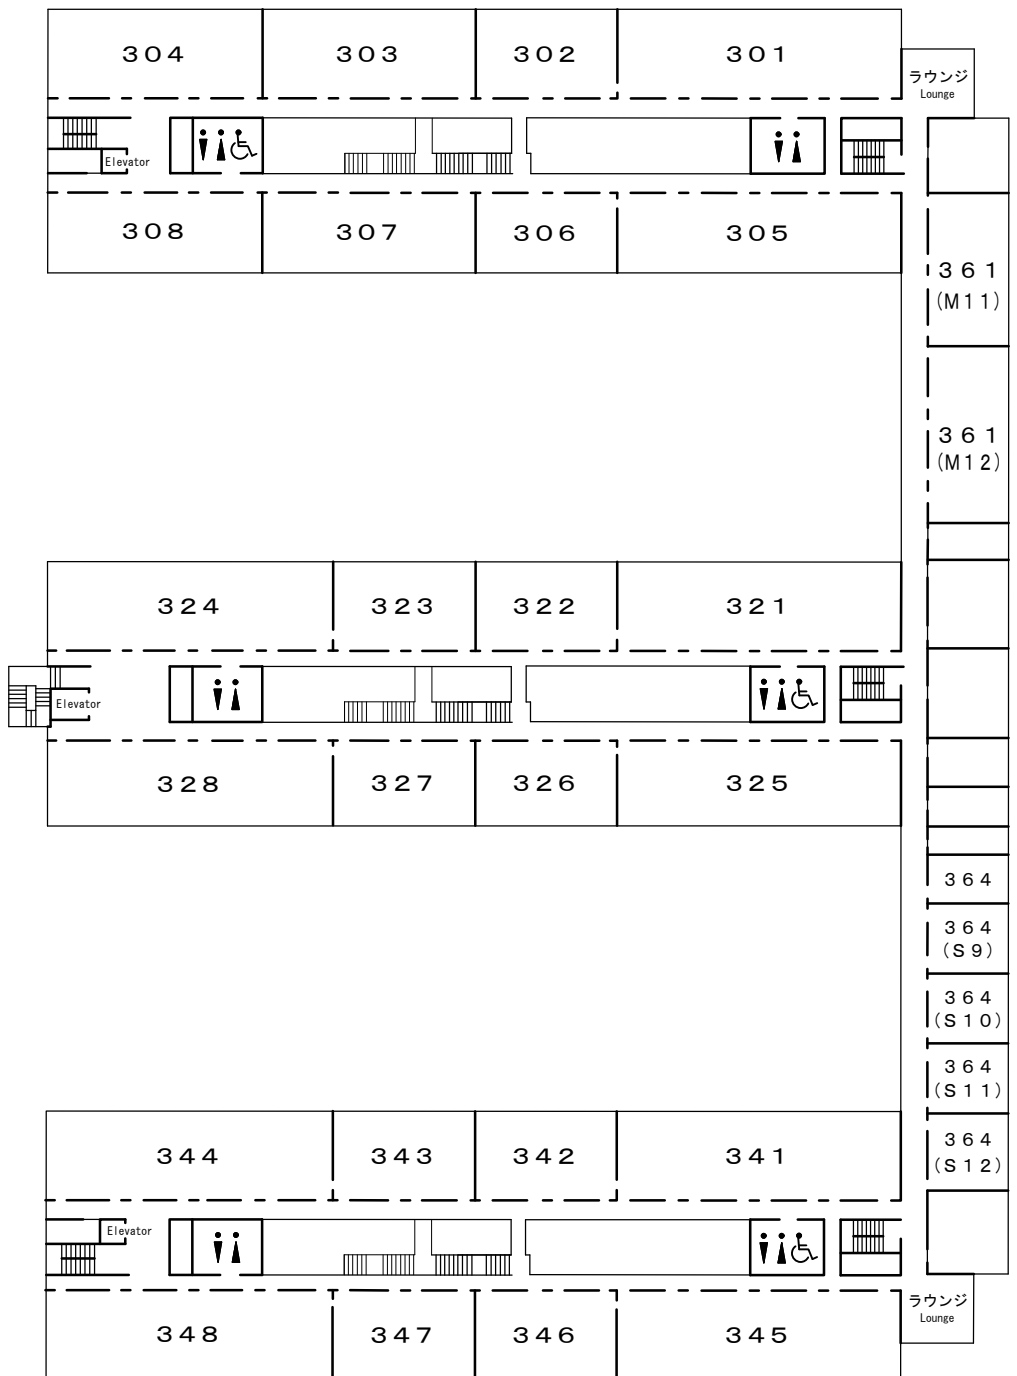 ３０４
３０３
３０２
３０１
ラウンジ
Lounge
Elevator
３０８
３０７
３０６
３０５
３６１
(Ｍ１１)
３６１
(Ｍ１２)
３２４
３２３
３２２
３２１
Elevator
３２８
３２７
３２６
３２５
３６４
３６４
(Ｓ９)
３６４
(Ｓ１０)
３６４
(Ｓ１１)
３６４
(Ｓ１２)
３４４
３４３
３４２
３４１
Elevator
ラウンジ
Lounge
３４８
３４７
３４６
３４５